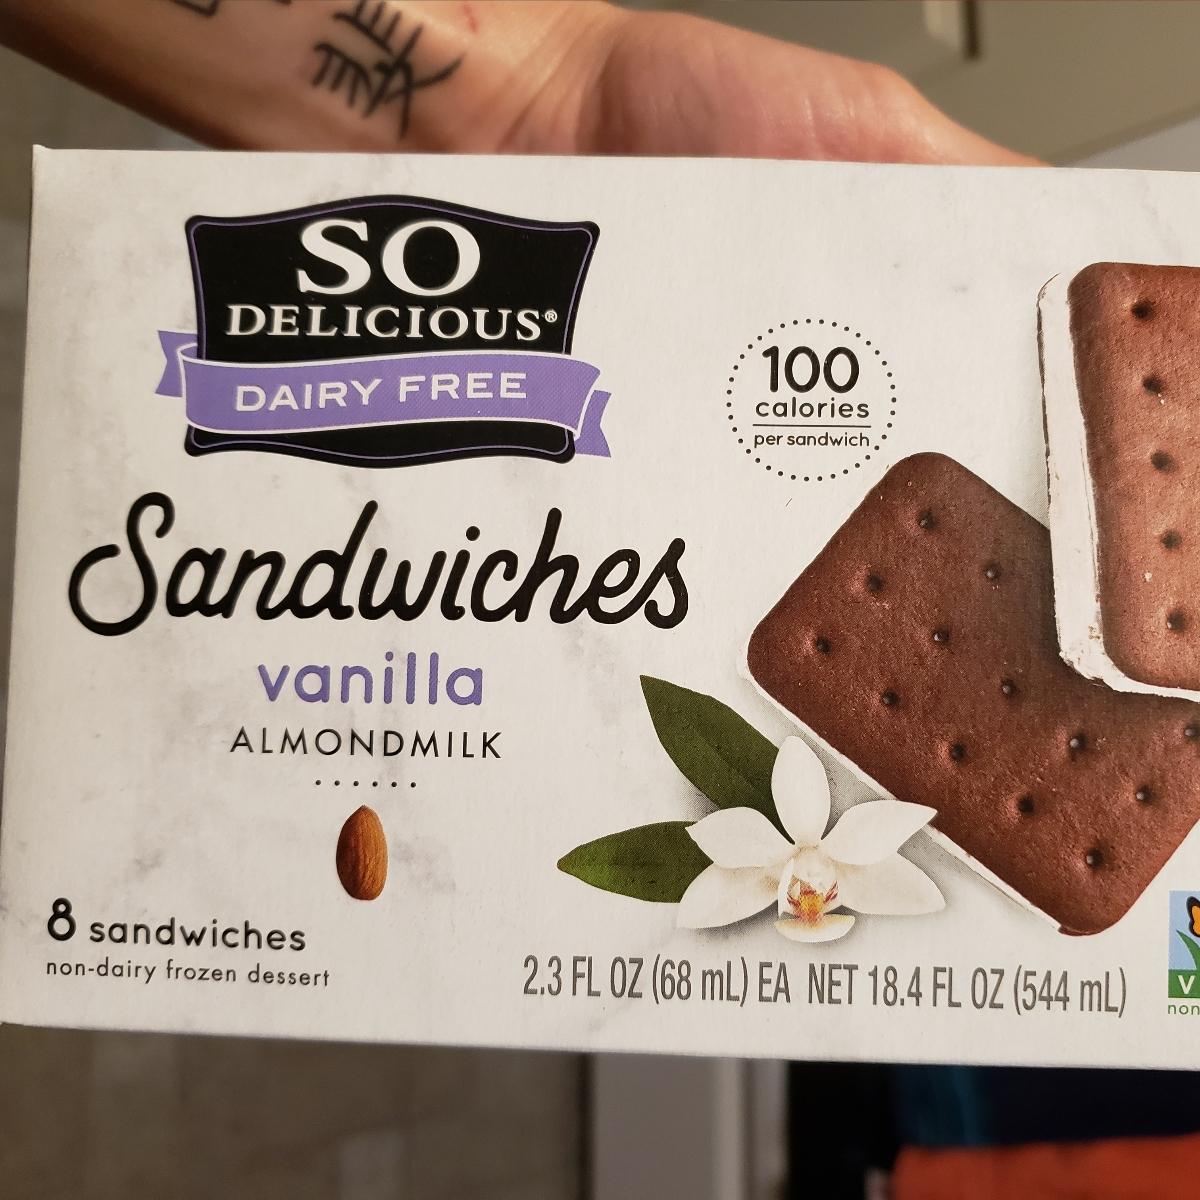 SO
DELICIOUS®
DAIRY FREE
100
calories
per sandwich
Sandwiches
vanilla
ALMONDMILK
8 sandwiches
non-dairy frozen dessert
2.3 FL OZ (68 mL) EA NET 18.4 FL OZ (544 mL)
V
non